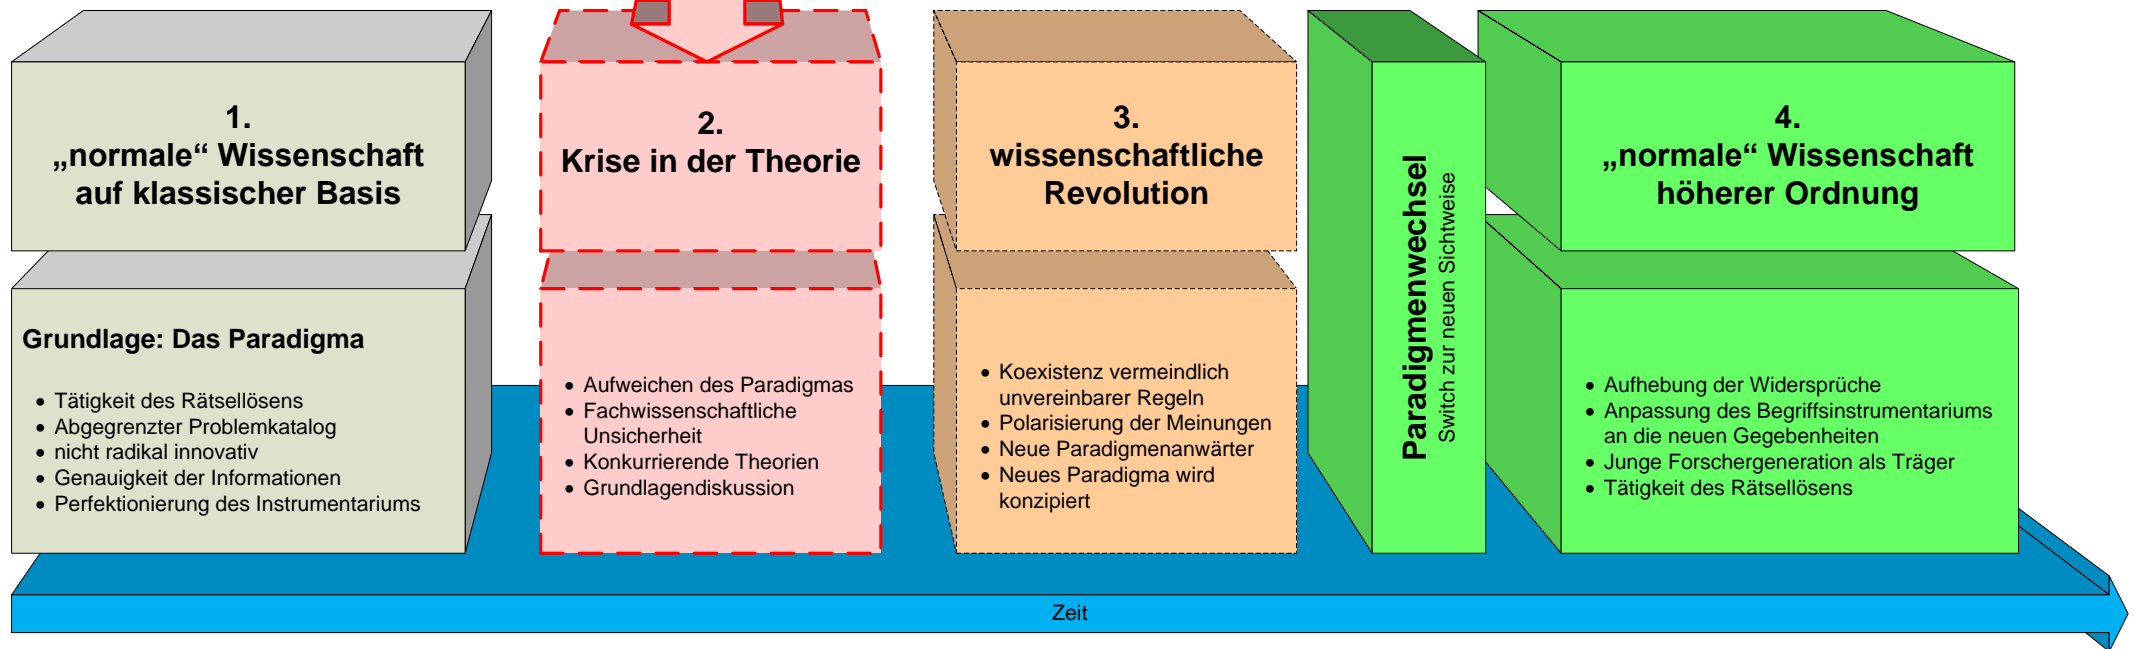 1.
„normale“ Wissenschaft
auf klassischer Basis
Grundlage: Das Paradigma
• Tätigkeit des Rätsellösens
• Abgegrenzter Problemkatalog
• nicht radikal innovativ
• Genauigkeit der Informationen
• Perfektionierung des Instrumentariums
2.
Krise in der Theorie
• Aufweichen des Paradigmas
• Fachwissenschaftliche
Unsicherheit
• Konkurrierende Theorien
• Grundlagendiskussion
3.
wissenschaftliche
Revolution
• Koexistenz vermeindlich
unvereinbarer Regeln
• Polarisierung der Meinungen
• Neue Paradigmenanwärter
• Neues Paradigma wird
konzipiert
Paradigmenwechsel
Switch zur neuen Sichtweise
4.
„normale“ Wissenschaft
höherer Ordnung
• Aufhebung der Widersprüche
• Anpassung des Begriffsinstrumentariums
an die neuen Gegebenheiten
• Junge Forschergeneration als Träger
• Tätigkeit des Rätsellösens
Zeit